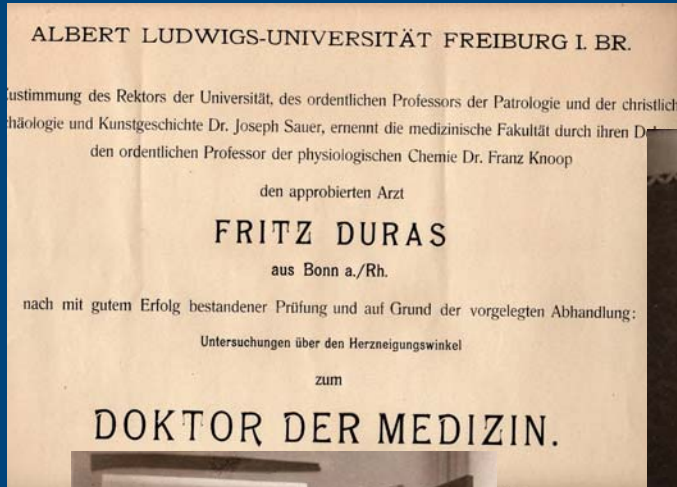 ALBERT LUDWIGS-UNIVERSITÄT FREIBURG I. BR.
ustimmung des Rektors der Universität, des ordentlichen Professors der Patrologie und der christlich
häologie und Kunstgeschichte Dr. Joseph Sauer, ernennt die medizinische Fakultät durch ihren
den ordentlichen Professor der physiologischen Chemie Dr. Franz Knoop
den approbierten Arzt
FRITZ DURAS
aus Bonn a./Rh.
nach mit gutem Erfolg bestandener Prüfung und auf Grund der vorgelegten Abhandlung:
Untersuchungen über den Herzneigungswinkel
zum
DOKTOR DER MEDIZIN.